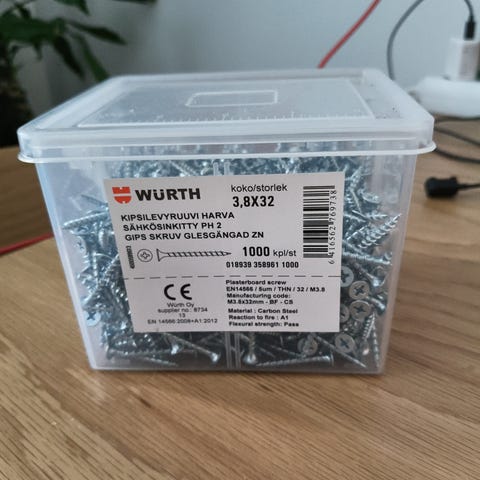 WÜRTH
koko/storlek
3,8X32
KIPSILEVYRUUVI HARVA
SÄHKÖSINKITTY PH 2
GIPS SKRUV GLESGÄNGAD ZN
1000 kpl/st
018939 358961 1000
CE
Würth Oy
supplier no.: 8734
13
EN 14566:2008+A1:2012
Plasterboard screw
EN14566 / 5um / THN / 32 / M3.8
Manufacturing code:
M3.8x32mm - BF - CS
Material : Carbon Steel
Reaction to fire : A1
Flexural strength: Pass